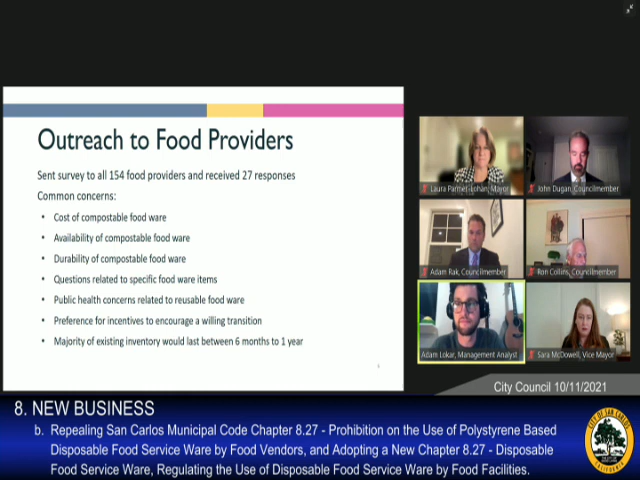 Outreach to Food Providers
Sent survey to all 154 food providers and received 27 responses
Common concerns:
• Cost of compostable food ware
• Availability of compostable food ware
• Durability of compostable food ware
• Questions related to specific food ware items
• Public health concerns related to reusable food ware
• Preference for incentives to encourage a willing transition
• Majority of existing inventory would last between 6 months to 1 year
Laura Parmer-Lohan, Mayor
John Dugan, Councilmember
Adam Rak, Councilmember
Ron Collins, Councilmember
Adam Lokar, Management Analyst
Sara McDowell, Vice Mayor
City Council 10/11/2021
8. NEW BUSINESS
b. Repealing San Carlos Municipal Code Chapter 8.27 - Prohibition on the Use of Polystyrene Based
Disposable Food Service Ware by Food Vendors, and Adopting a New Chapter 8.27 - Disposable
Food Service Ware, Regulating the Use of Disposable Food Service Ware by Food Facilities.
CITY OF SAN CARLOS
CALIFORNIA